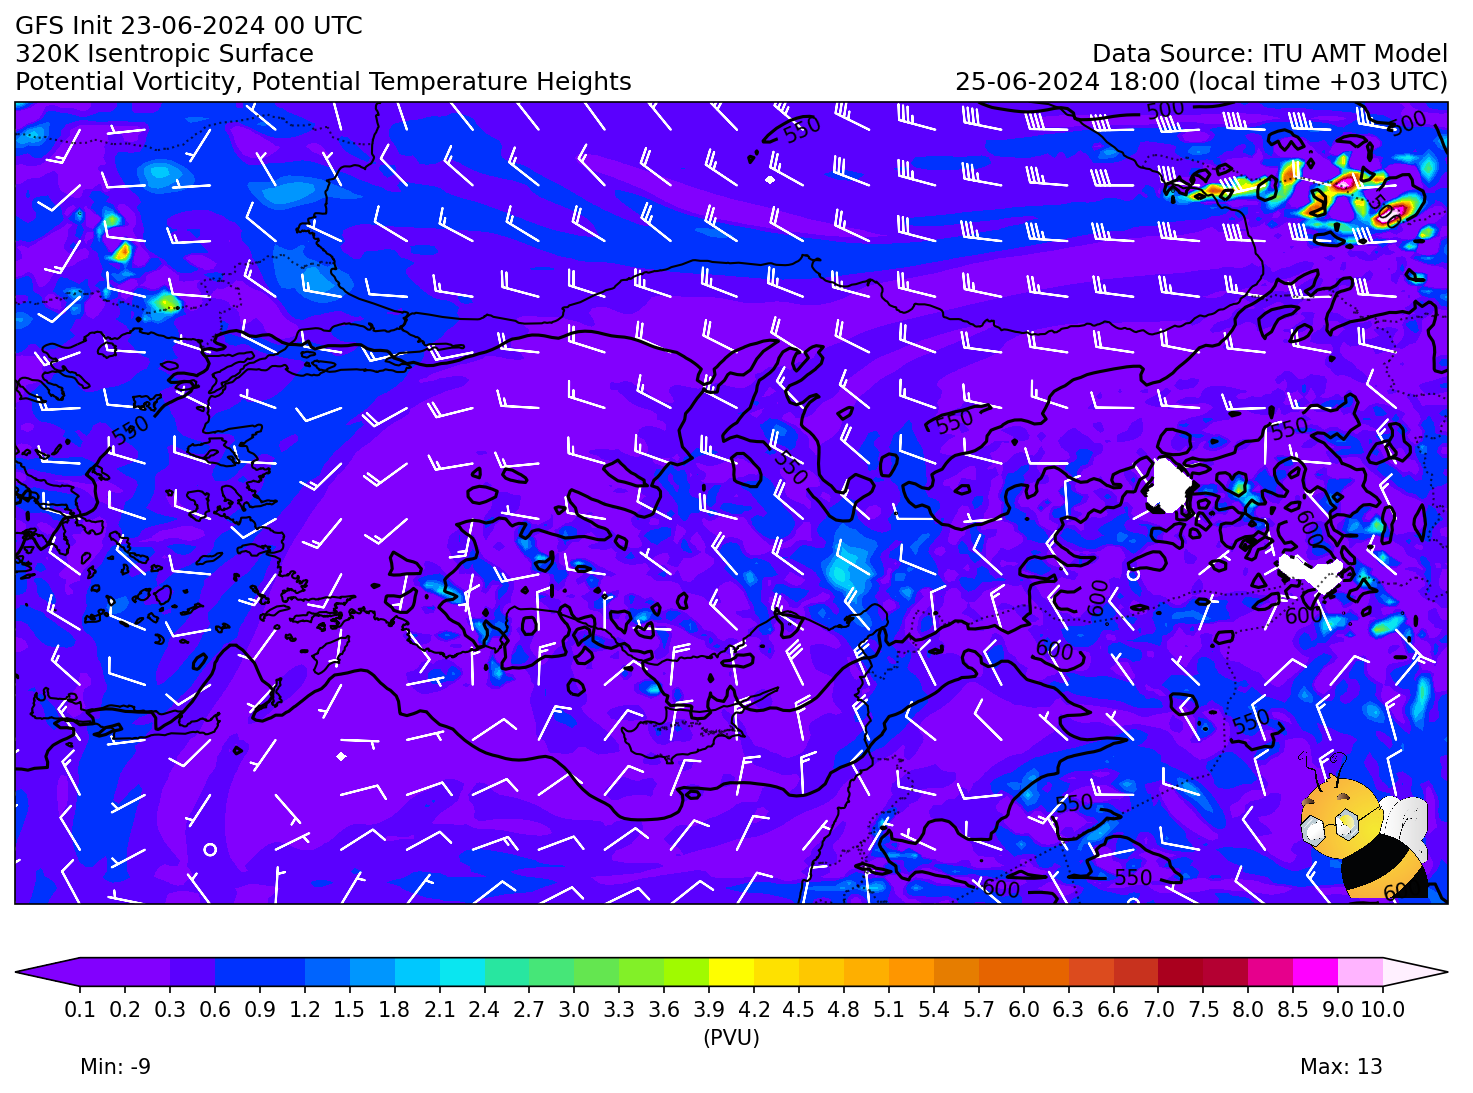 GFS Init 23-06-2024 00 UTC
320K Isentropic Surface
Data Source: ITU AMT Model
Potential Vorticity, Potential Temperature Heights
25-06-2024 18:00 (local time +03 UTC)
500
550
500
500
550
550
550
550
550
600
600
600
600
550
550
550
600
600
0.1 0.2 0.3 0.6 0.9 1.2 1.5 1.8 2.1 2.4 2.7 3.0 3.3 3.6 3.9 4.2 4.5 4.8 5.1 5.4 5.7 6.0 6.3 6.6 7.0 7.5 8.0 8.5 9.0 10.0
(PVU)
Min: -9
Max: 13